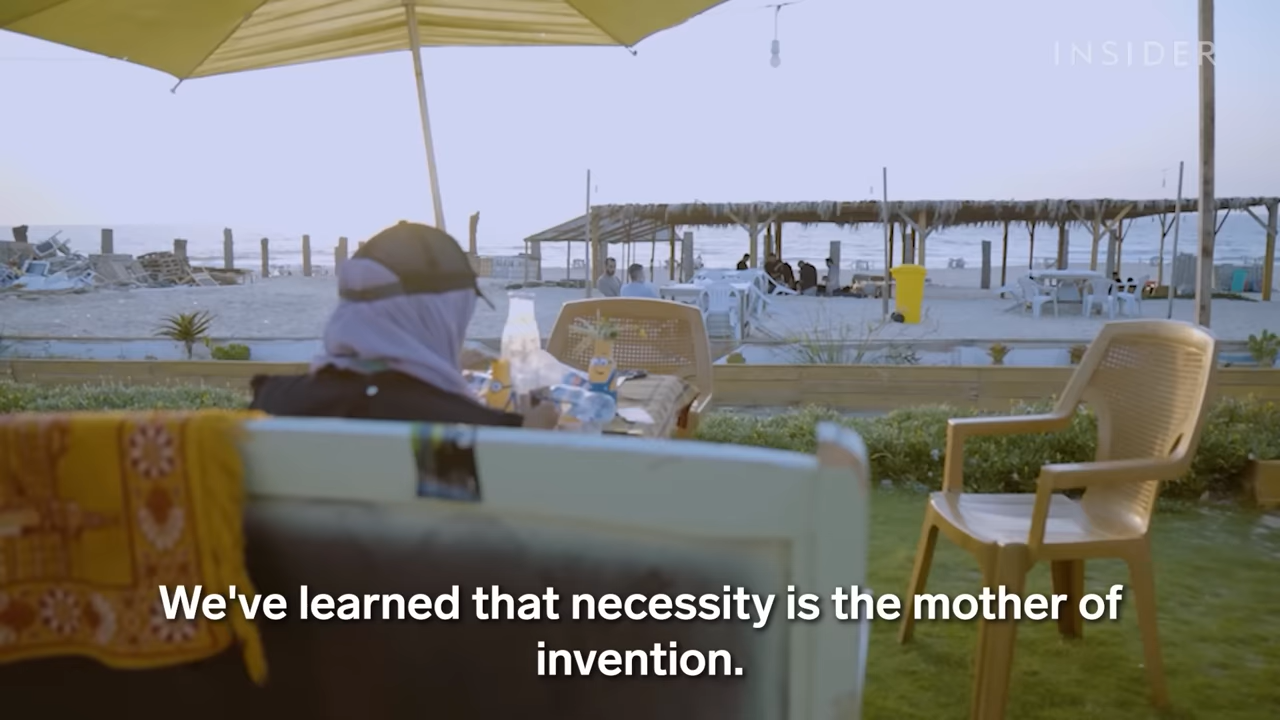 INSIDER
We've learned that necessity is the mother of
invention.